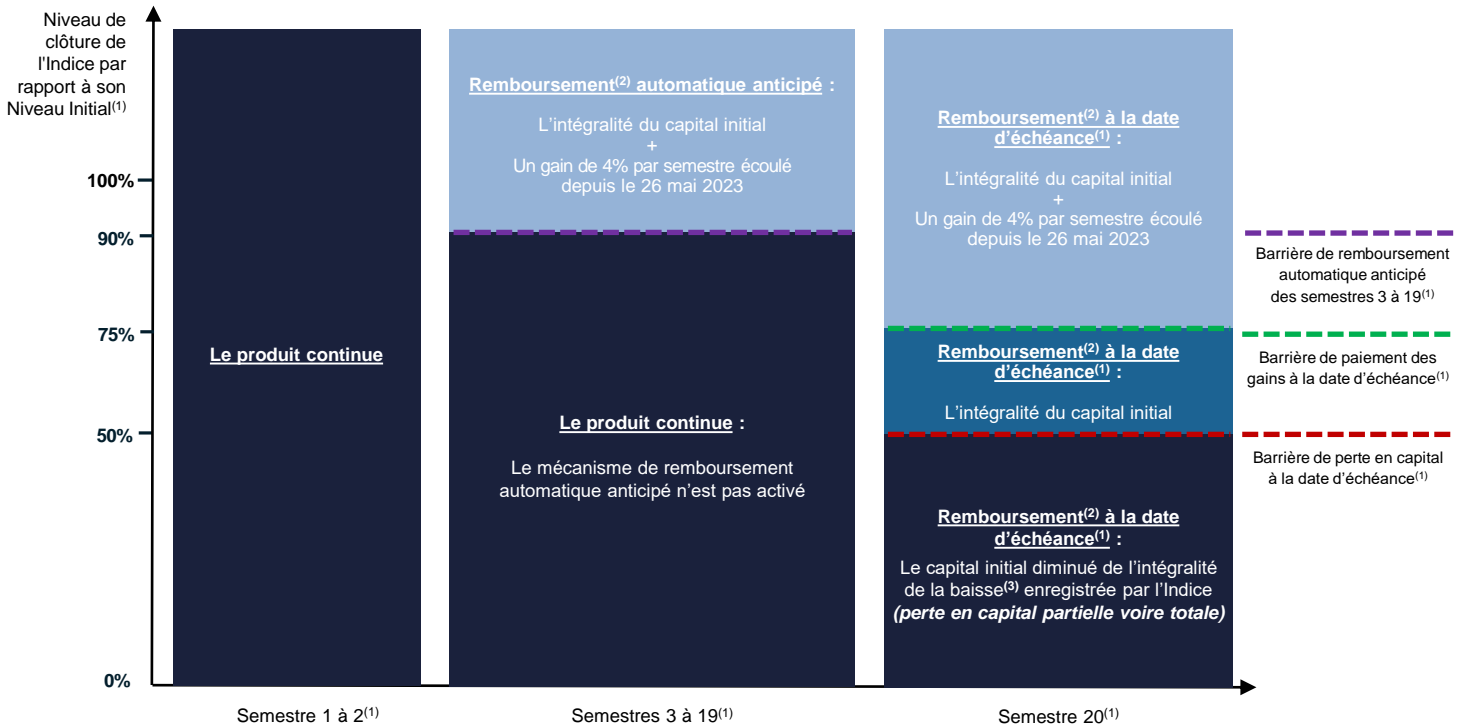 Niveau de
clôture de
l'Indice par
rapport à son
Niveau Initial(1)
100%
90%
75%
50%
0%
Le produit continue
Remboursement(2) automatique anticipé :
L’intégralité du capital initial
+
Un gain de 4% par semestre écoulé
depuis le 26 mai 2023
Le produit continue :
Le mécanisme de remboursement
automatique anticipé n’est pas activé
Remboursement(2) à la date
d’échéance(1) :
L’intégralité du capital initial
+
Un gain de 4% par semestre écoulé
depuis le 26 mai 2023
Remboursement(2) à la date
d’échéance(1) :
L’intégralité du capital initial
Remboursement(2) à la date
d’échéance(1) :
Le capital initial diminué de l’intégralité
de la baisse(3) enregistrée par l’Indice
(perte en capital partielle voire totale)
Barrière de remboursement
automatique anticipé
des semestres 3 à 19(1)
Barrière de paiement des
gains à la date d’échéance(1)
Barrière de perte en capital
à la date d’échéance(1)
Semestre 1 à 2(1)
Semestres 3 à 19(1)
Semestre 20(1)